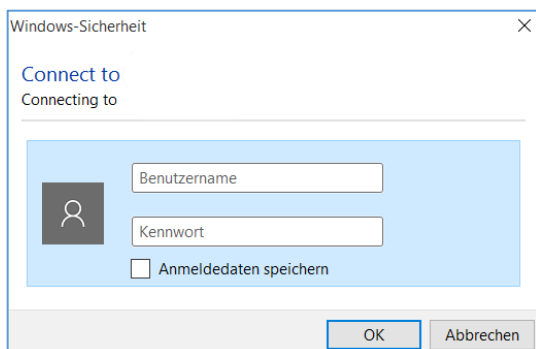 Windows-Sicherheit
Connect to
Connecting to
Benutzername
Kennwort
Anmeldedaten speichern
OK Abbrechen